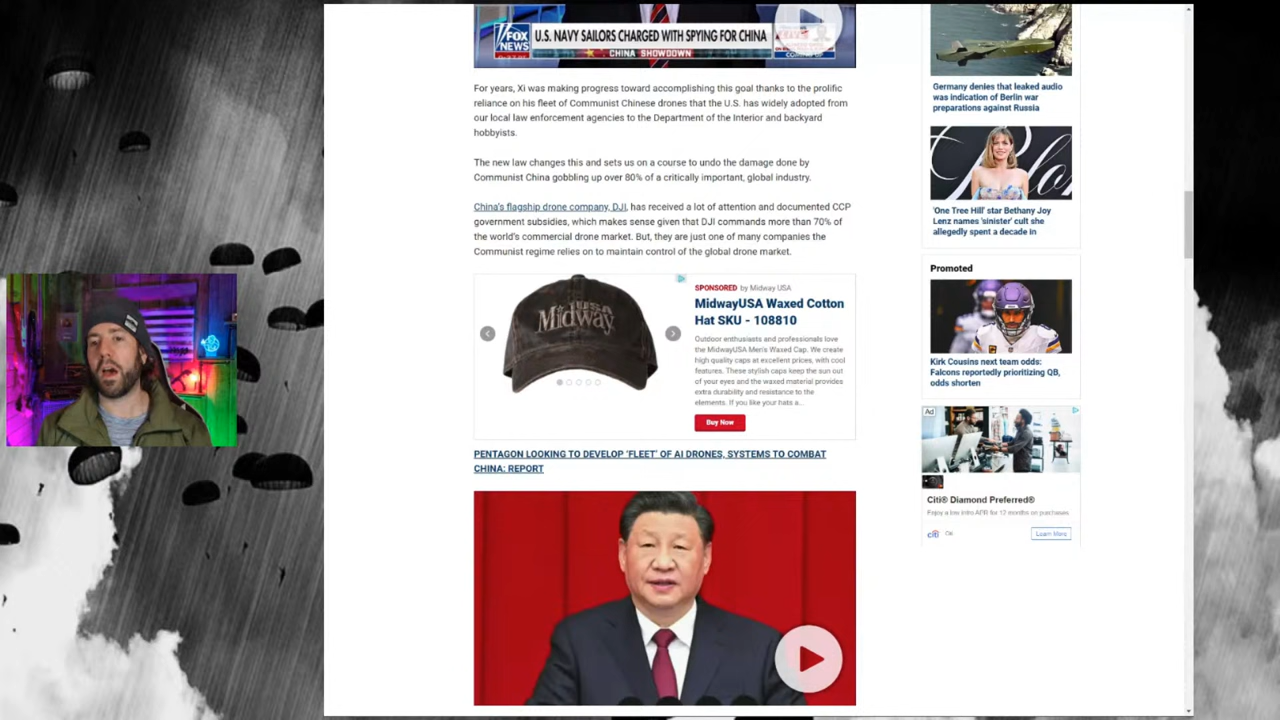 FOX
NEWS
U.S. NAVY SAILORS CHARGED WITH SPYING FOR CHINA
CHINA SHOWDOWN
COMING UP
For years, Xi was making progress toward accomplishing this goal thanks to the prolific
reliance on his fleet of Communist Chinese drones that the U.S. has widely adopted from
our local law enforcement agencies to the Department of the Interior and backyard
hobbyists.
The new law changes this and sets us on a course to undo the damage done by
Communist China gobbling up over 80% of a critically important, global industry.
China's flagship drone company, DJI, has received a lot of attention and documented CCP
government subsidies, which makes sense given that DJI commands more than 70% of
the world's commercial drone market. But, they are just one of many companies the
Communist regime relies on to maintain control of the global drone market.
USA
Midway
SPONSORED by Midway USA
MidwayUSA Waxed Cotton
Hat SKU - 108810
Outdoor enthusiasts and professionals love
the MidwayUSA Men's Waxed Cap. We create
high quality caps at excellent prices, with cool
features. These stylish caps keep the sun out
of your eyes and the waxed material provides
extra durability and resistance to the
elements. If you like your hats a...
Buy Now
PENTAGON LOOKING TO DEVELOP 'FLEET' OF AI DRONES, SYSTEMS TO COMBAT
CHINA: REPORT
Germany denies that leaked audio
was indication of Berlin war
preparations against Russia
'One Tree Hill' star Bethany Joy
Lenz names 'sinister' cult she
allegedly spent a decade in
Promoted
Kirk Cousins next team odds:
Falcons reportedly prioritizing QB,
odds shorten
Ad
Citi® Diamond Preferred®
Enjoy a low intro APR for 12 months on purchases
citi
Citi
Learn More